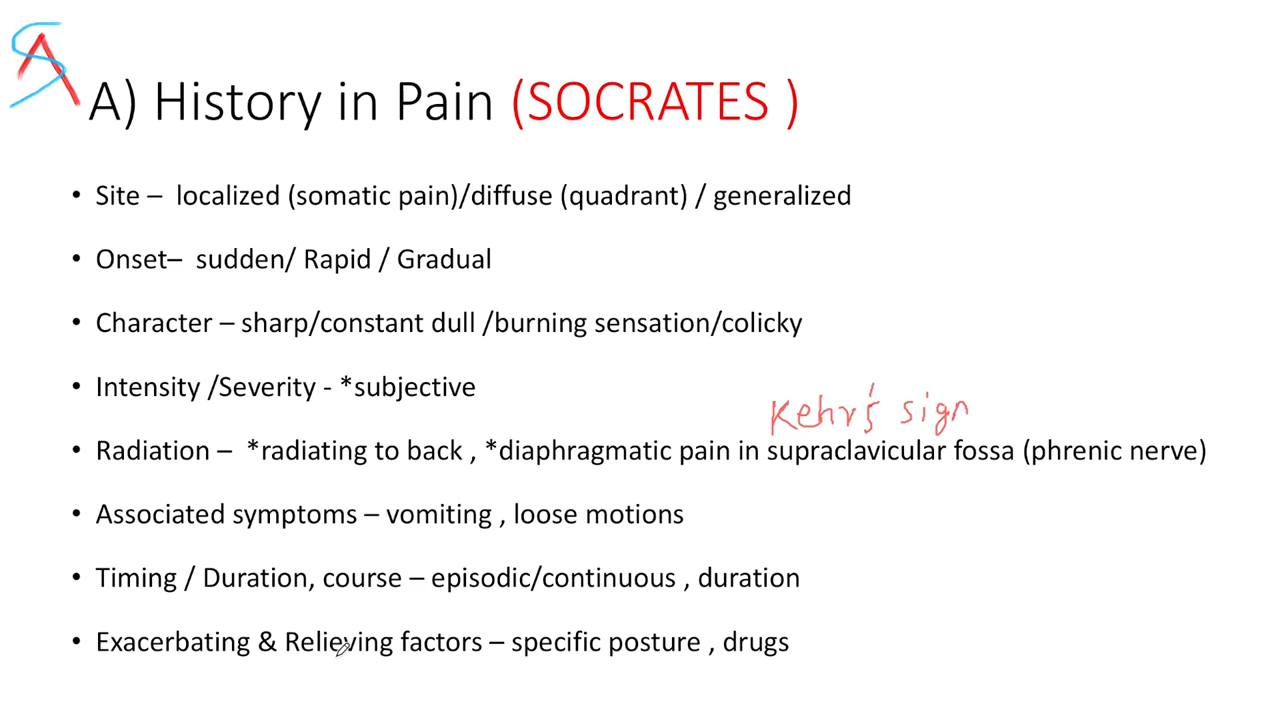 SA
A) History in Pain (SOCRATES )
• Site – localized (somatic pain)/diffuse (quadrant) / generalized
• Onset– sudden/ Rapid / Gradual
• Character – sharp/constant dull /burning sensation/colicky
• Intensity /Severity - *subjective
Kehr's sign
• Radiation – *radiating to back , *diaphragmatic pain in supraclavicular fossa (phrenic nerve)
• Associated symptoms – vomiting , loose motions
• Timing / Duration, course – episodic/continuous , duration
• Exacerbating & Relieving factors – specific posture , drugs